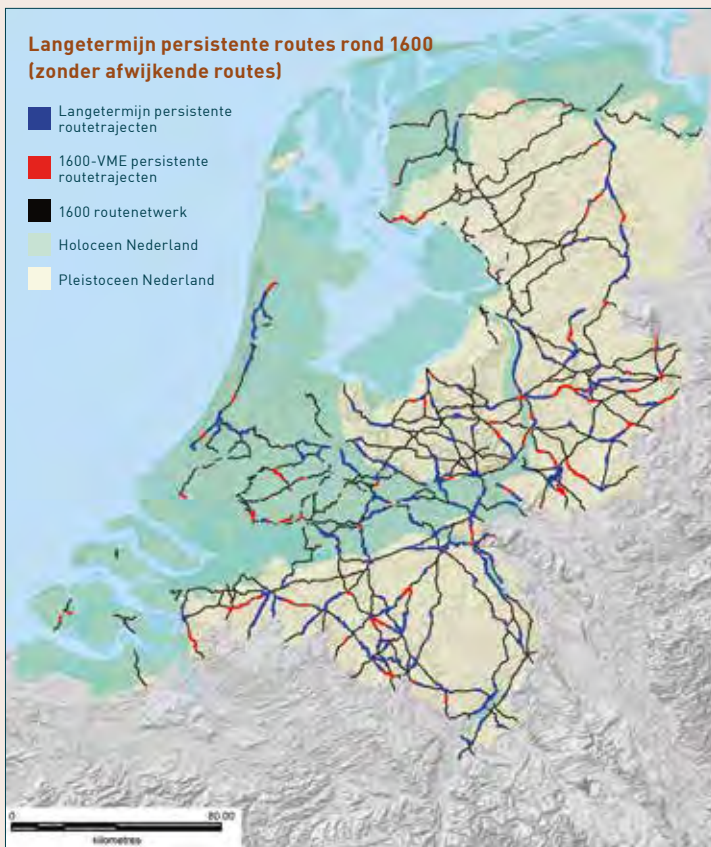 Langetermijn persistente routes rond 1600
(zonder afwijkende routes)
Langetermijn persistente
routetrajecten
1600-VME persistente
routetrajecten
1600 routenetwerk
Holoceen Nederland
Pleistoceen Nederland
0 80.00
kilometres